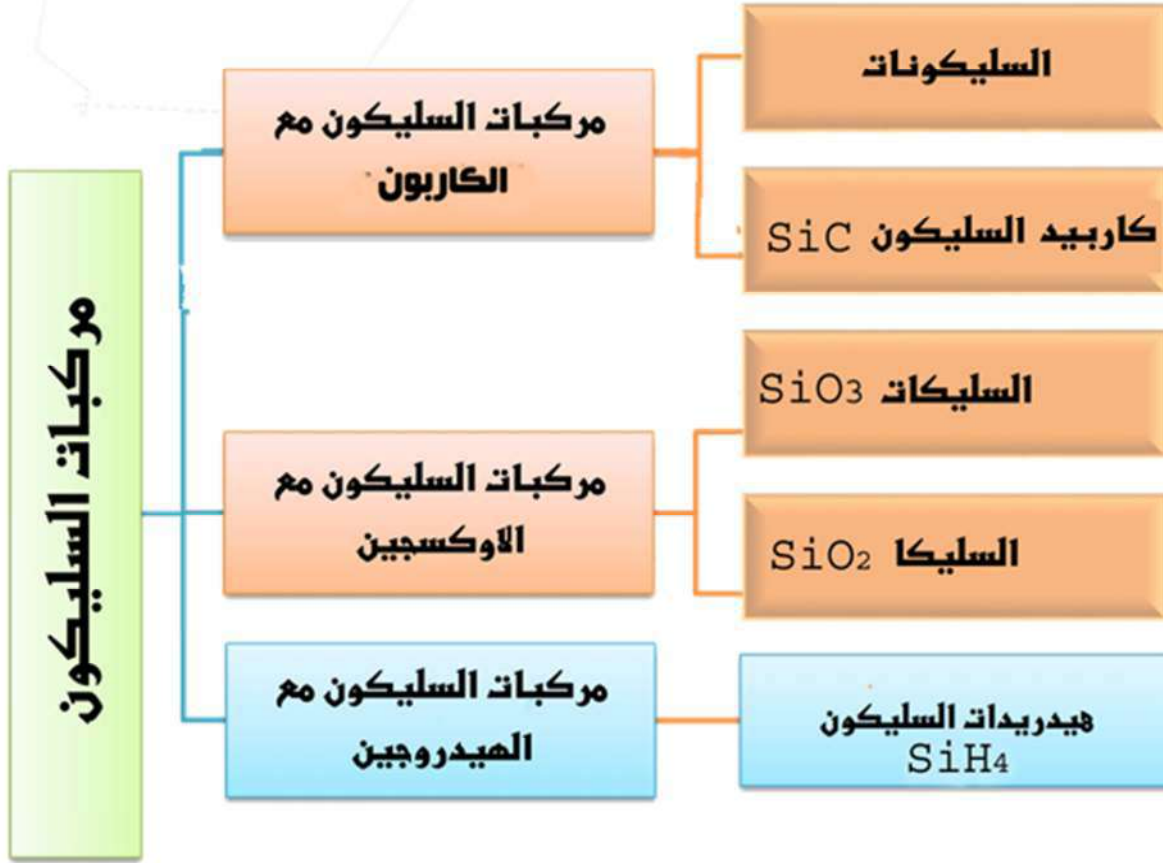 مركبات السليكون
مركبات السليكون مع
الكاربون
السليكونات
كاربيد السليكون SiC
مركبات السليكون مع
الاوكسجين
السليكات SiO3
السليكا SiO2
مركبات السليكون مع
الهيدروجين
هيدريدات السليكون
SiH4